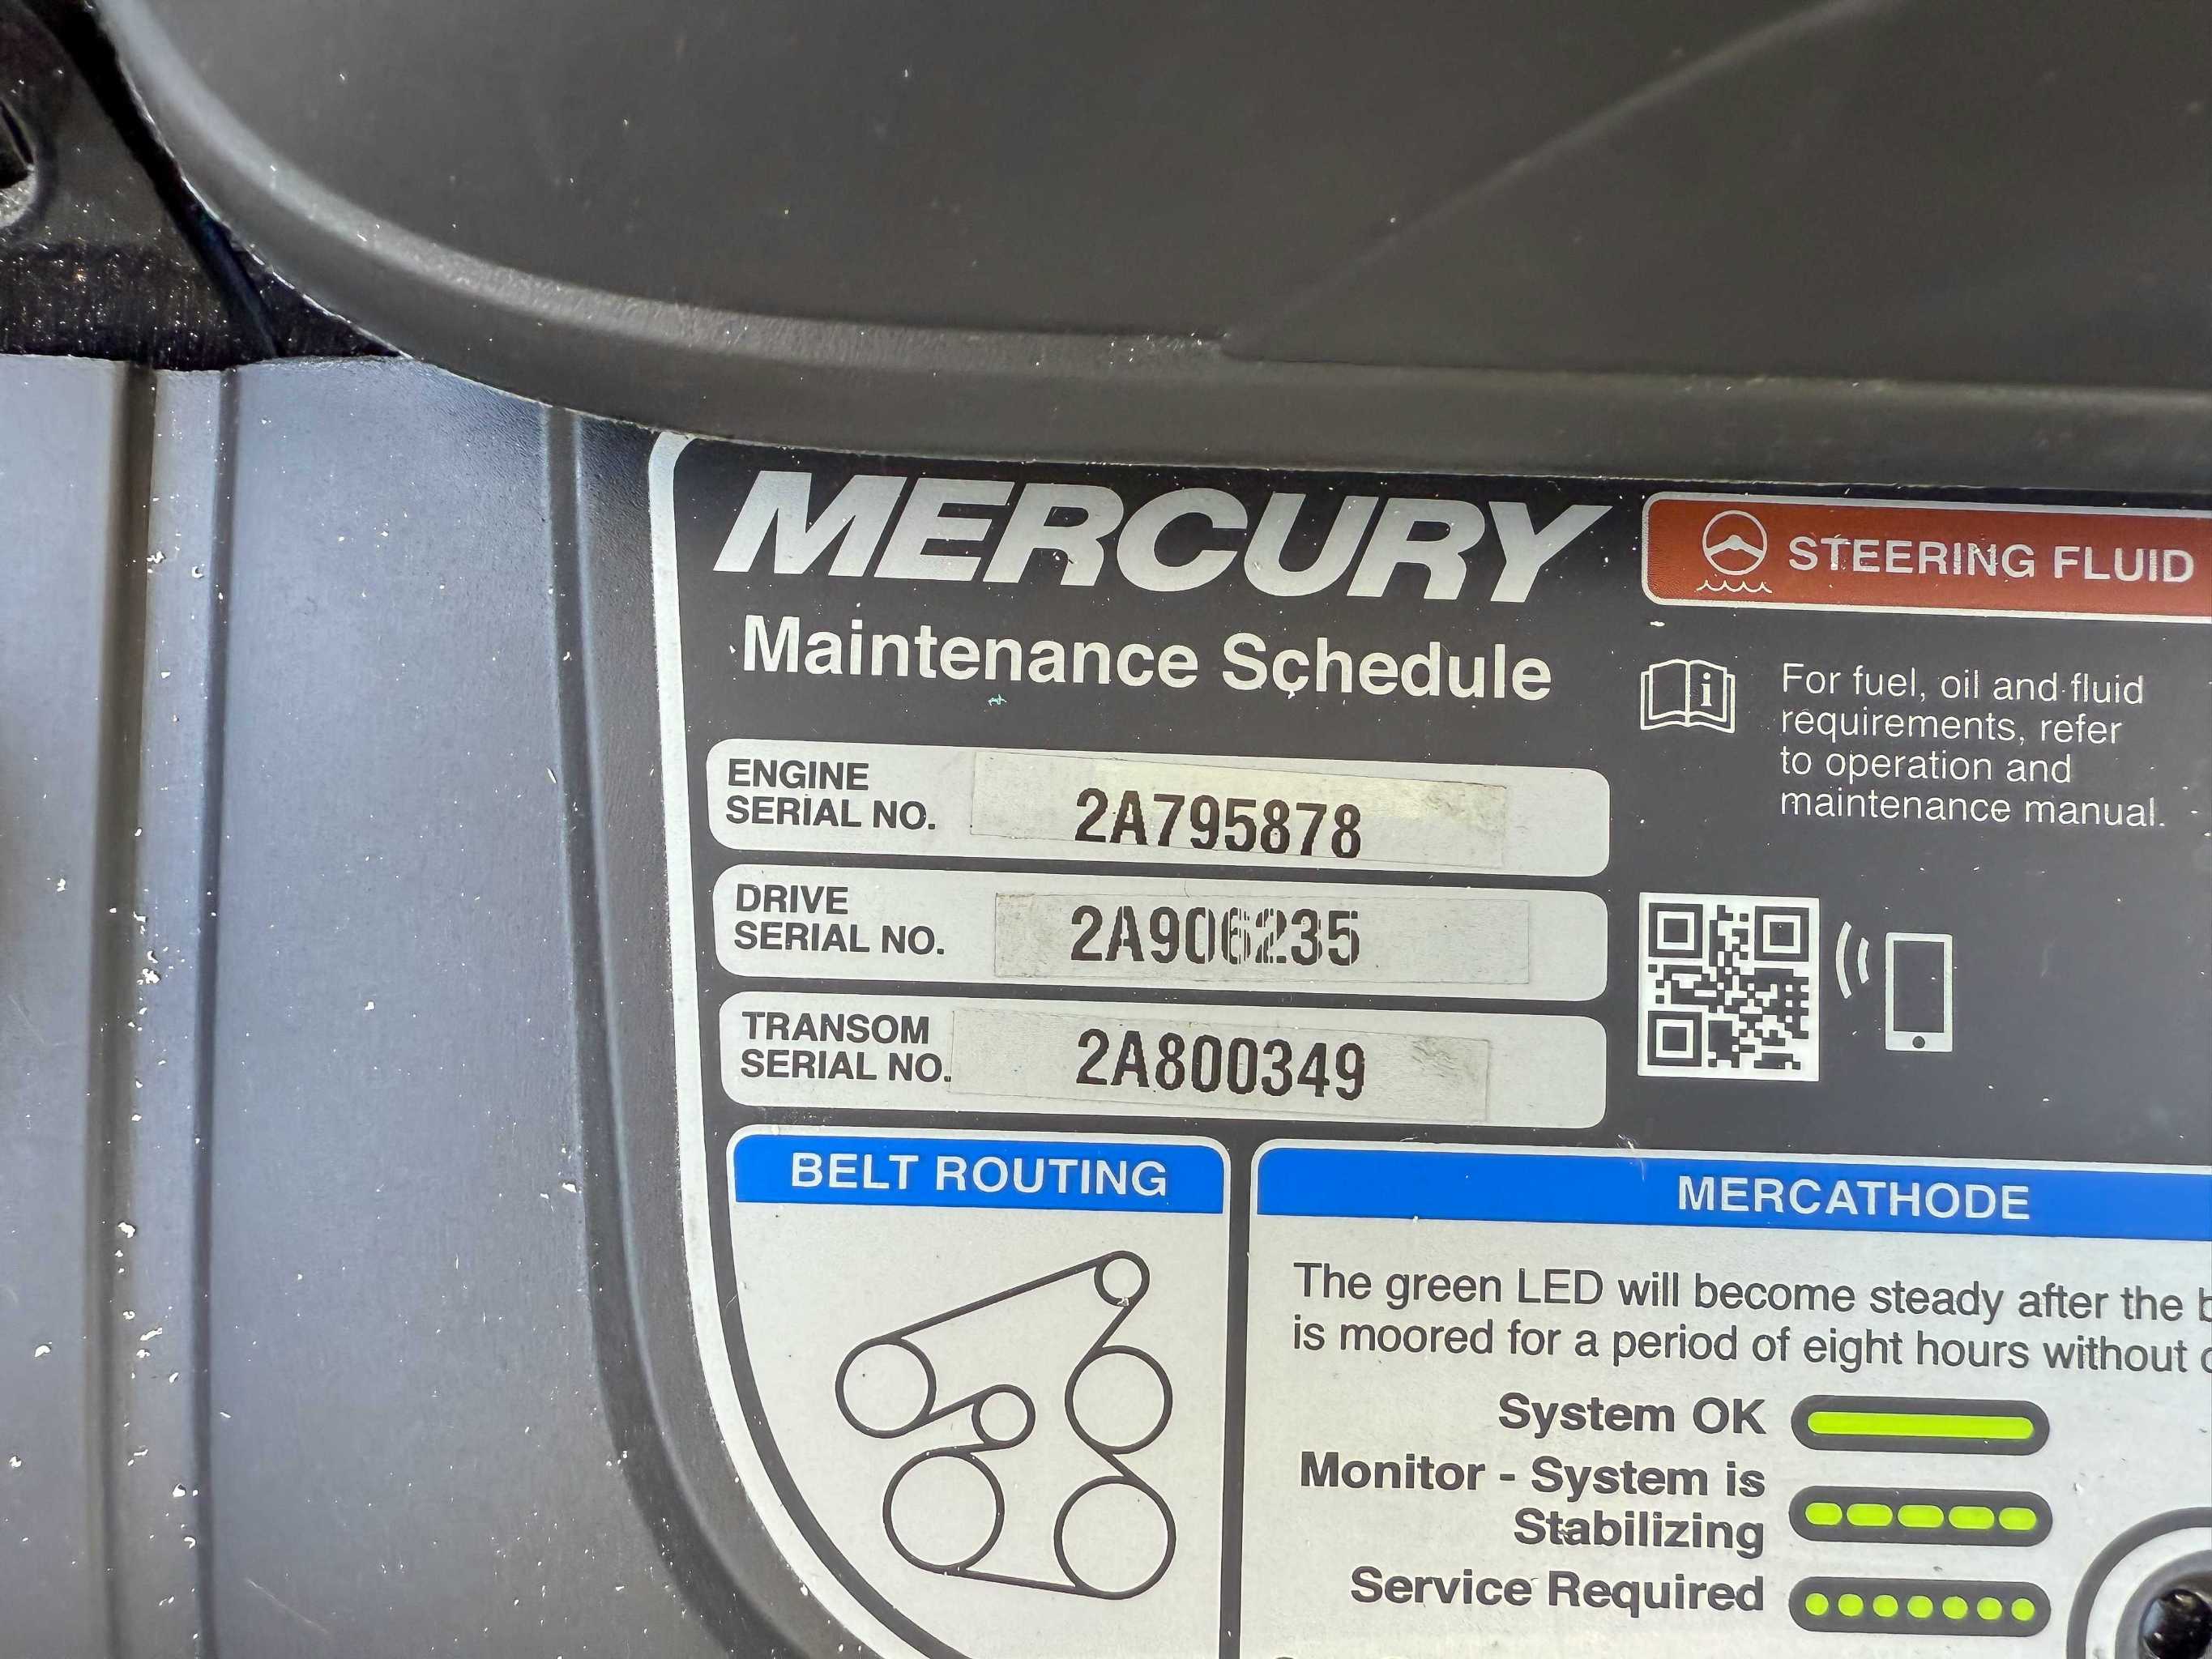 MERCURY
Maintenance Schedule
STEERING FLUID
For fuel, oil and fluid
requirements, refer
to operation and
maintenance manual.
ENGINE
SERIAL NO.
2A795878
DRIVE
SERIAL NO.
2A906235
TRANSOM
SERIAL NO.
2A800349
BELT ROUTING
MERCATHODE
The green LED will become steady after the
is moored for a period of eight hours without
System OK
Monitor - System is
Stabilizing
Service Required